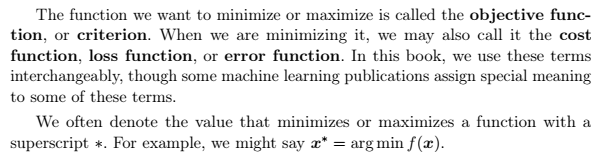 The function we want to minimize or maximize is called the objective func-
tion, or criterion. When we are minimizing it, we may also call it the cost
function, loss function, or error function. In this book, we use these terms
interchangeably, though some machine learning publications assign special meaning
to some of these terms.
We often denote the value that minimizes or maximizes a function with a
superscript ∗. For example, we might say x* = arg min f(x).